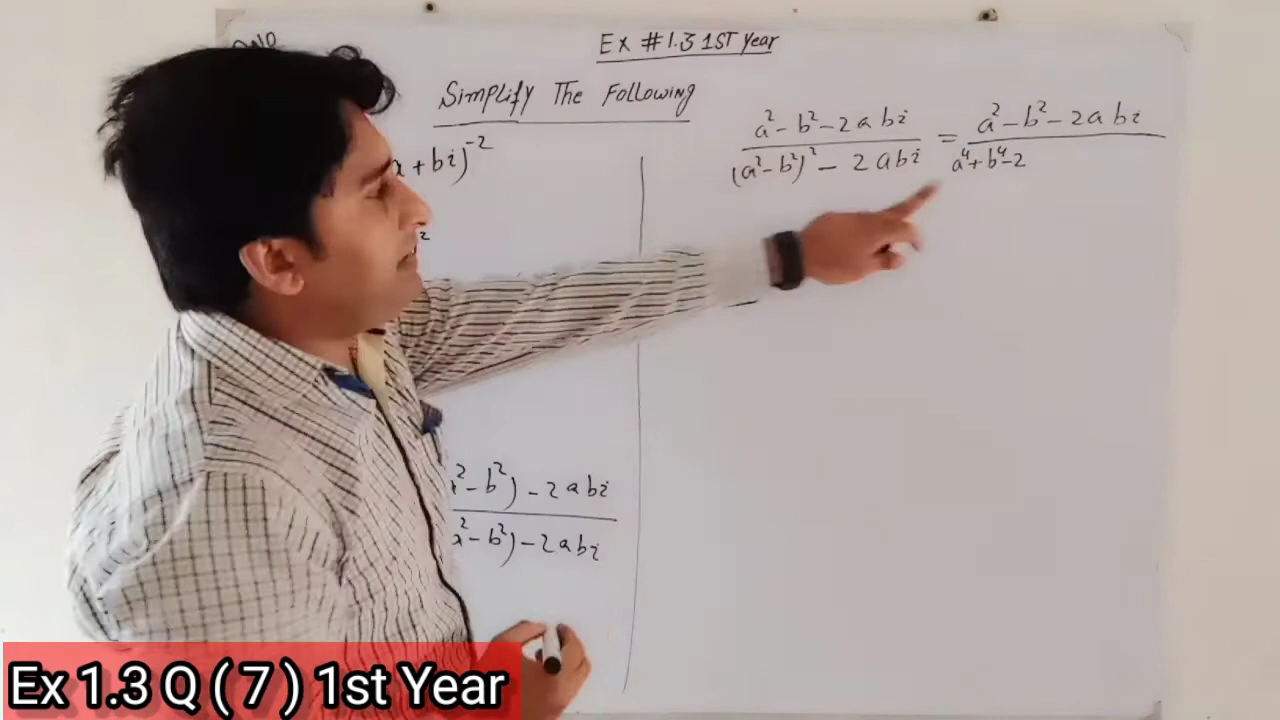 QNo
Ex # 1.3 1ST Year
Simplify The Following
+ bi)⁻²
²
² - b²) - 2abi
² - b²) - 2abi
a² - b² - 2abi = a² - b² - 2abi
(a² - b²)² - 2abi a⁴ + b⁴ - 2
Ex 1.3 Q ( 7 ) 1st Year